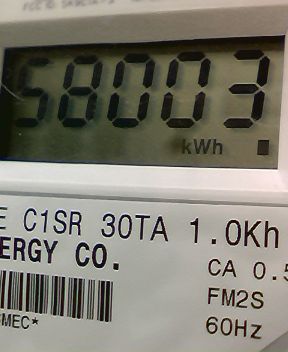 58003
kWh
E C1SR 30TA 1.0Kh
ERGY CO.
CA 0.5
FM2S
MEC*
60Hz